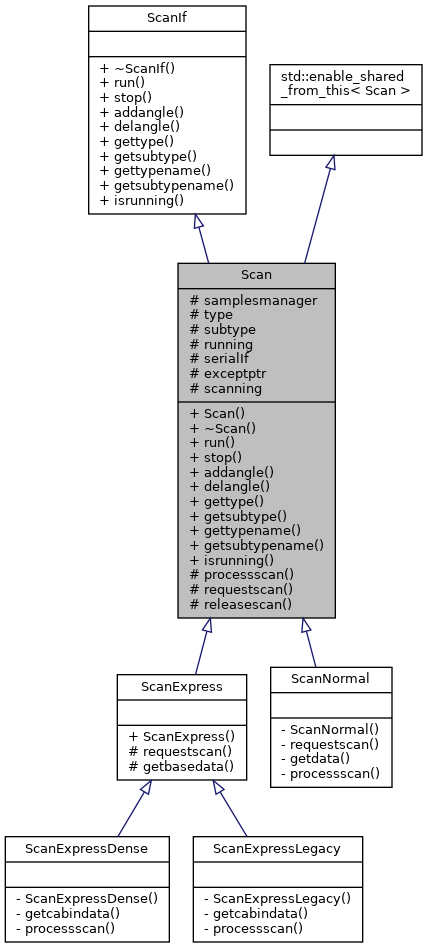 ScanIf
+ ~ScanIf()
+ run()
+ stop()
+ addangle()
+ delangle()
+ gettype()
+ getsubtype()
+ gettypename()
+ getsubtypename()
+ isrunning()
std::enable_shared
_from_this< Scan >
Scan
# samplesmanager
# type
# subtype
# running
# serialIf
# exceptptr
# scanning
+ Scan()
+ ~Scan()
+ run()
+ stop()
+ addangle()
+ delangle()
+ gettype()
+ getsubtype()
+ gettypename()
+ getsubtypename()
+ isrunning()
# processscan()
# requestscan()
# releasescan()
ScanExpress
+ ScanExpress()
# requestscan()
# getbasedata()
ScanNormal
- ScanNormal()
- requestscan()
- getdata()
- processscan()
ScanExpressDense
- ScanExpressDense()
- getcabindata()
- processscan()
ScanExpressLegacy
- ScanExpressLegacy()
- getcabindata()
- processscan()